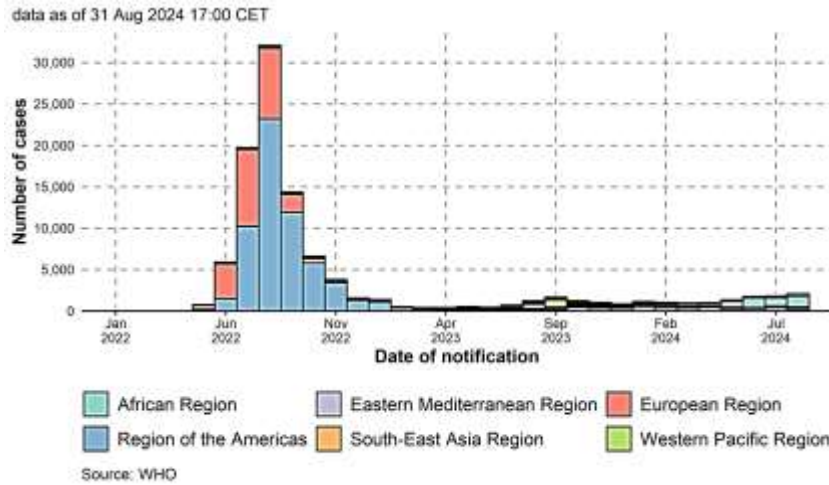 data as of 31 Aug 2024 17:00 CET
Number of cases
30,000
25,000
20,000
15,000
10,000
5,000
0
Jan
2022
Jun
2022
Nov
2022
Apr
2023
Sep
2023
Feb
2024
Jul
2024
Date of notification
African Region
Eastern Mediterranean Region
European Region
Region of the Americas
South-East Asia Region
Western Pacific Region
Source: WHO